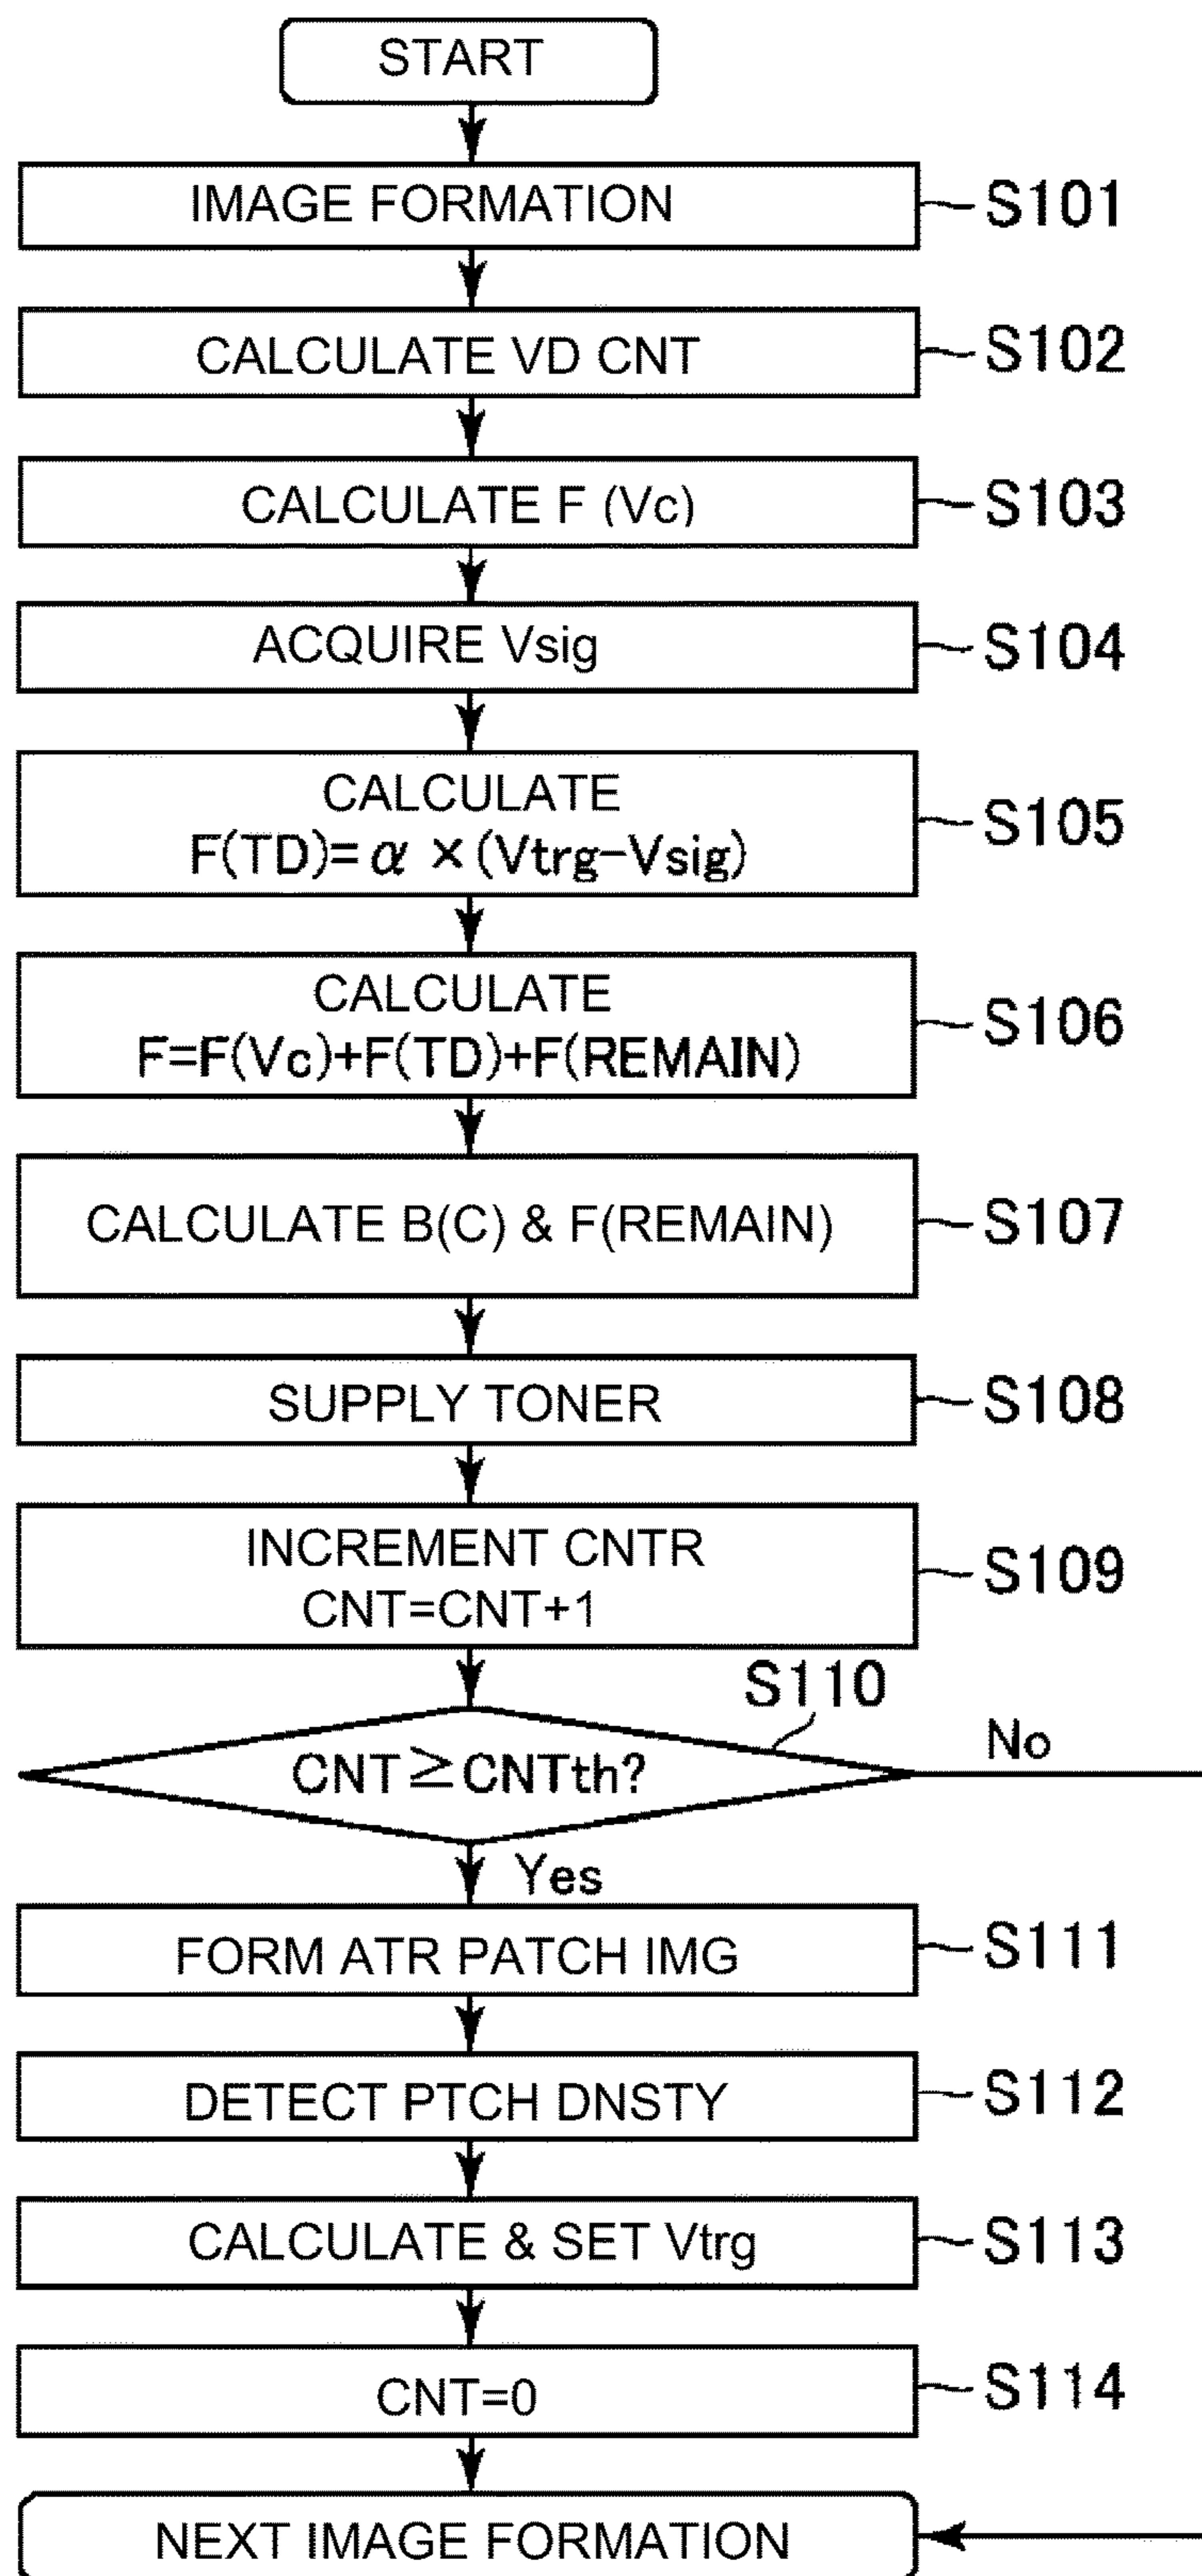 START
IMAGE FORMATION
S101
CALCULATE VD CNT
S102
CALCULATE F (Vc)
S103
ACQUIRE Vsig
S104
CALCULATE
F(TD)=α ×(Vtrg-Vsig)
S105
CALCULATE
F=F(Vc)+F(TD)+F(REMAIN)
S106
CALCULATE B(C) & F(REMAIN)
S107
SUPPLY TONER
S108
INCREMENT CNTR
CNT=CNT+1
S109
S110
CNT≧CNTth?
No
Yes
FORM ATR PATCH IMG
S111
DETECT PTCH DNSTY
S112
CALCULATE & SET Vtrg
S113
CNT=0
S114
NEXT IMAGE FORMATION